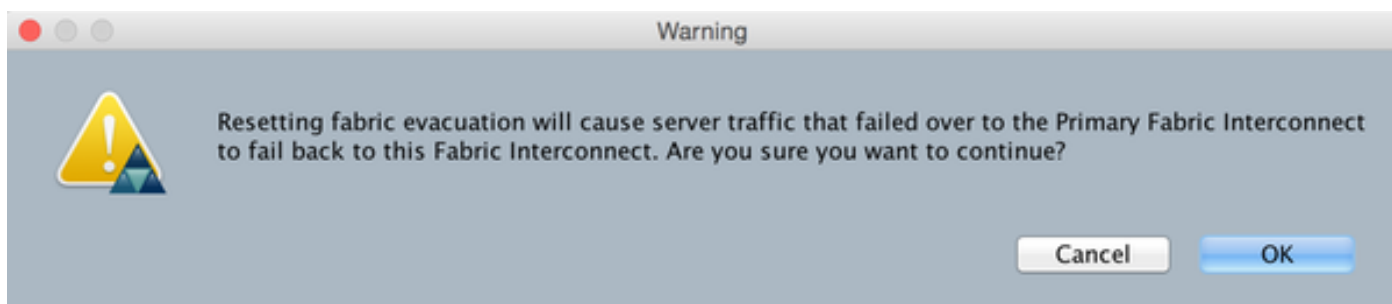 Warning
Resetting fabric evacuation will cause server traffic that failed over to the Primary Fabric Interconnect
to fail back to this Fabric Interconnect. Are you sure you want to continue?
Cancel
OK